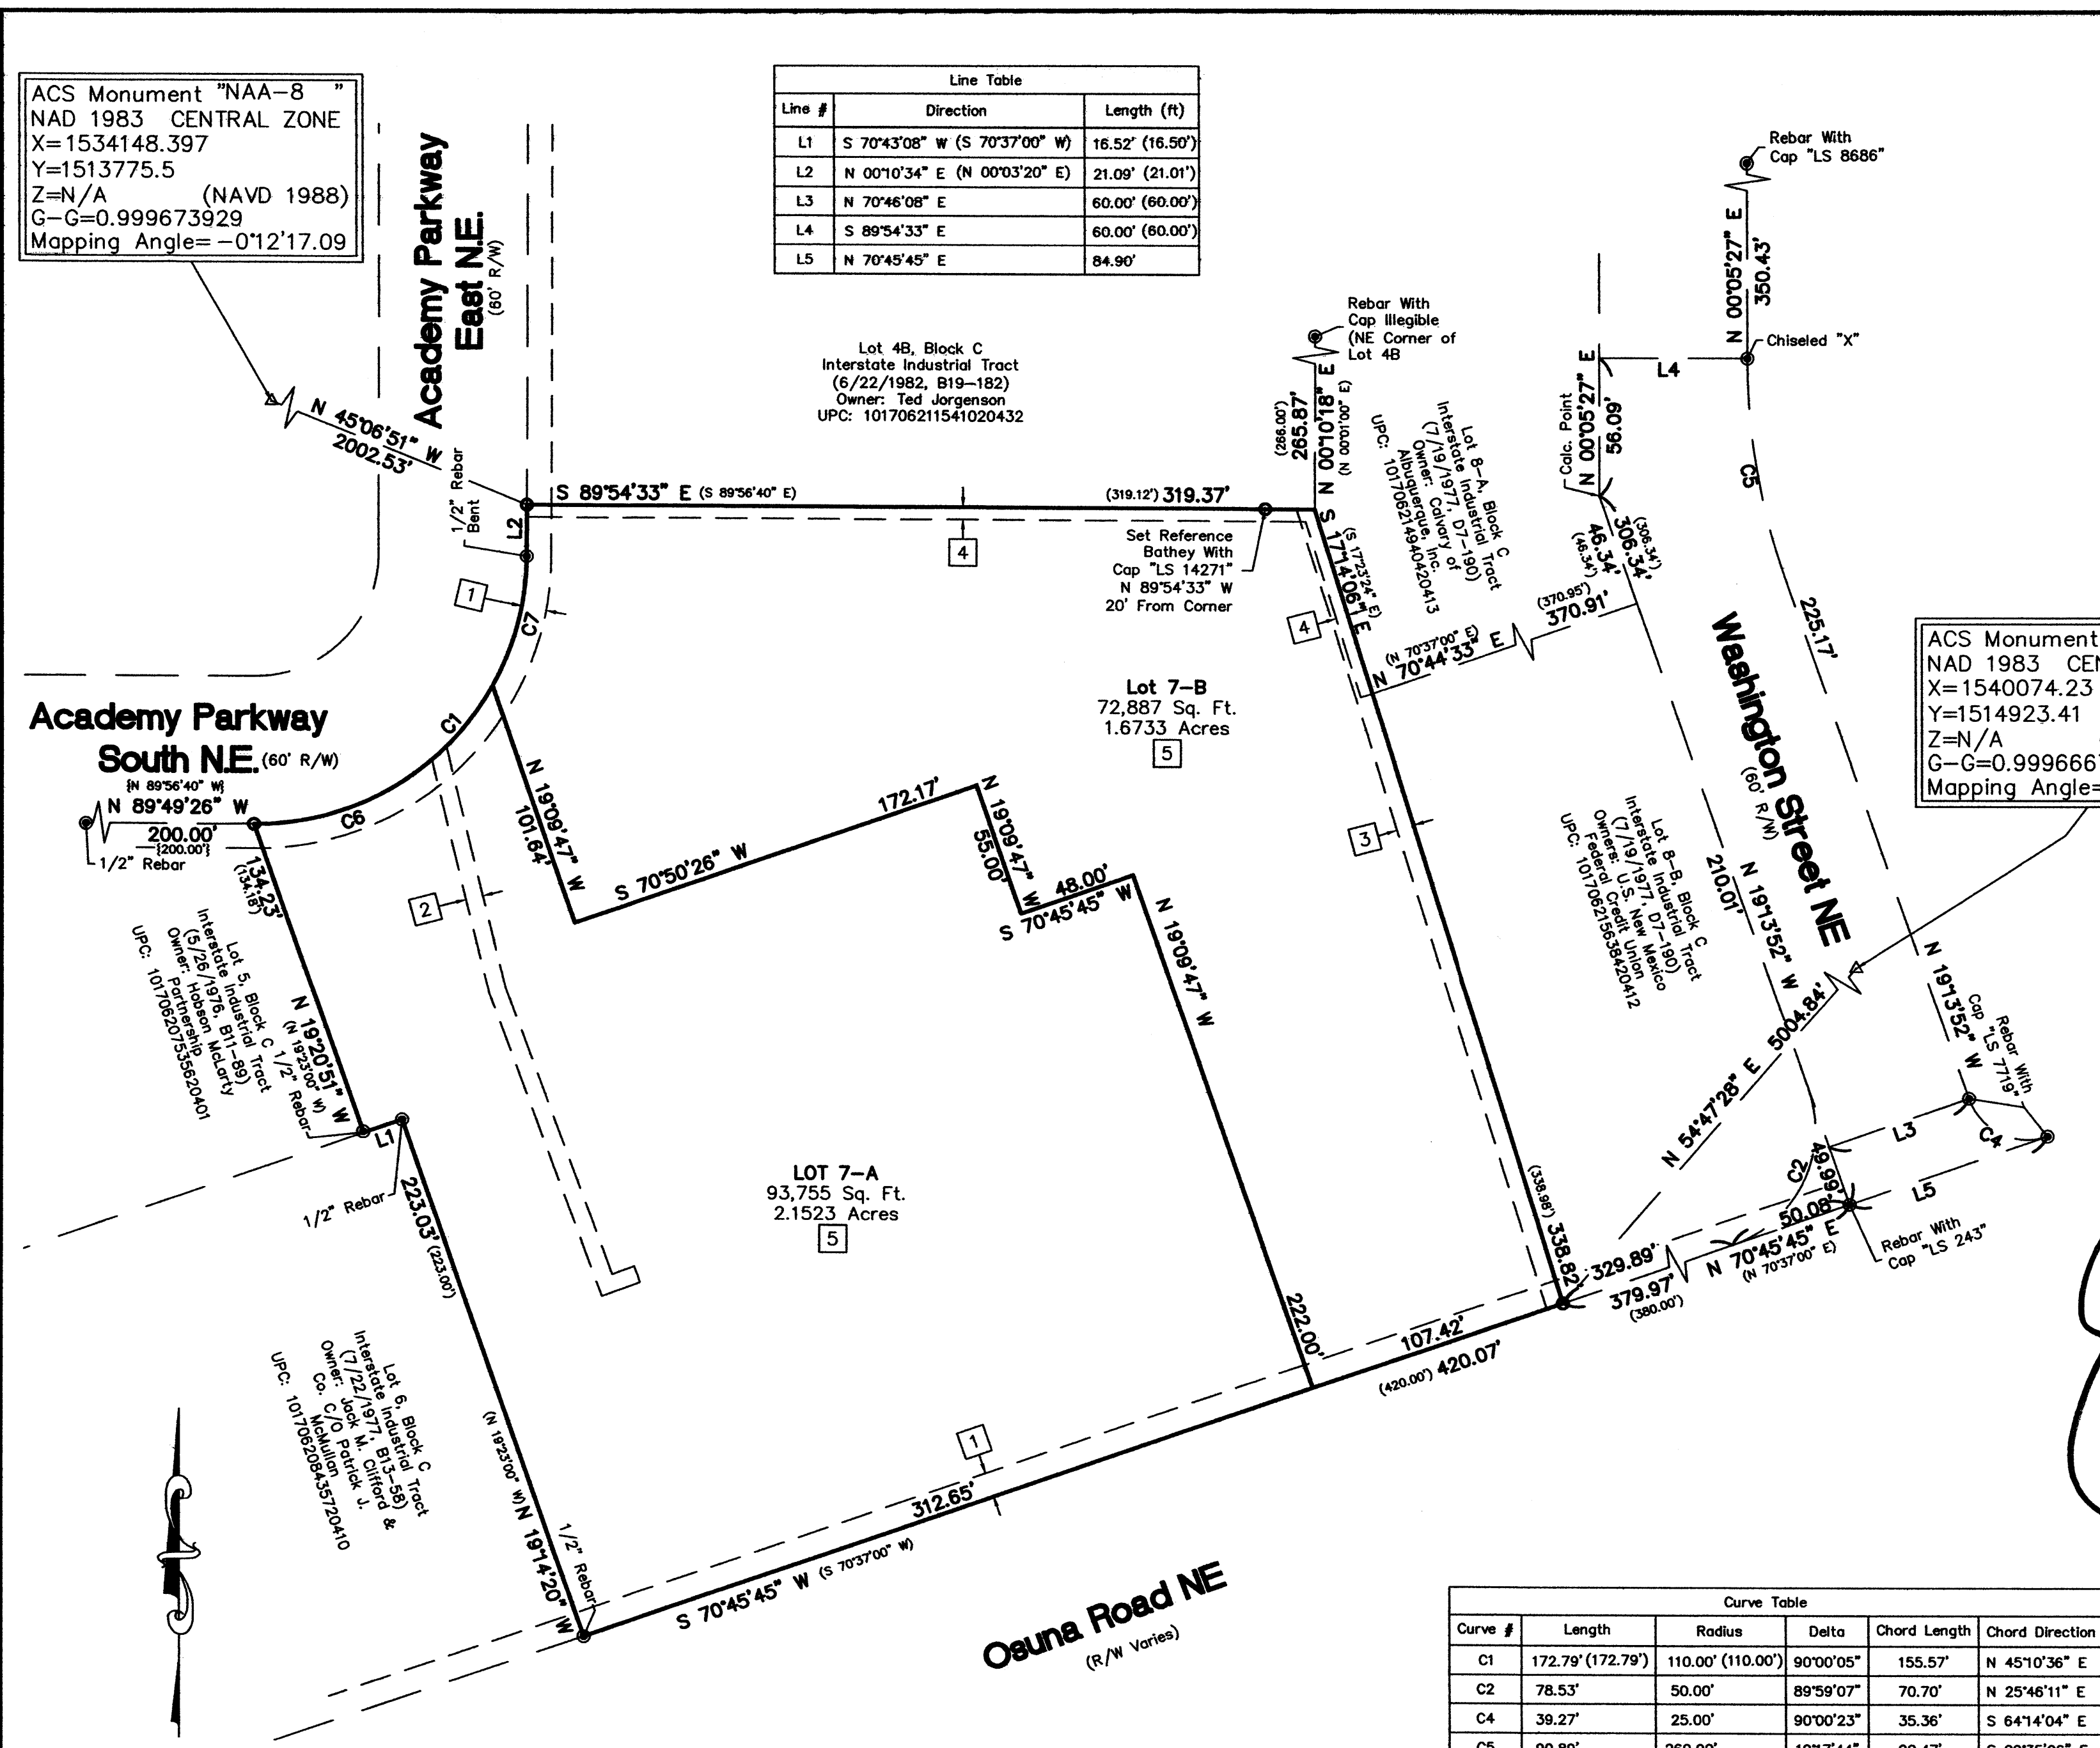 ACS Monument "NAA-8 "
NAD 1983 CENTRAL ZONE
X=1534148.397
Y=1513775.5
Z=N/A (NAVD 1988)
G-G=0.999673929
Mapping Angle= -0°12'17.09
Academy Parkway
East N.E.
(60' R/W)
Line Table
Line # Direction Length (ft)
L1 S 70°43'08" W (S 70°37'00" W) 16.52' (16.50')
L2 N 00°10'34" E (N 00°03'20" E) 21.09' (21.01')
L3 N 70°46'08" E 60.00' (60.00')
L4 S 89°54'33" E 60.00' (60.00')
L5 N 70°45'45" E 84.90'
Rebar With
Cap "LS 8686"
N 00°05'27" E
350.43'
Chiseled "X"
L4
Rebar With
Cap Illegible
(NE Corner of
Lot 4B
(266.00')
265.87'
N 00°10'18" E
(N 00°01'00" E)
Lot 4B, Block C
Interstate Industrial Tract
(6/22/1982, B19-182)
Owner: Ted Jorgenson
UPC: 101706211541020432
Lot 8-A, Block C
Interstate Industrial Tract
(7/19/1977, D7-190)
Owner: Calvary of
Albuquerque, Inc.
UPC: 101706214940420413
Calc. Point
N 00°05'27" E
56.09'
C5
N 45°06'51" W
2002.53'
1/2" Rebar
Bent
L2
S 89°54'33" E (S 89°56'40" E)
(319.12') 319.37'
4
Set Reference
Bathey With
Cap "LS 14271"
N 89°54'33" W
20' From Corner
S 17°14'06" E
(S 17°23'24" E)
4
(306.34')
306.34'
46.34'
(46.34')
(370.95')
370.91'
(N 70°37'00" E)
N 70°44'33" E
225.17'
Washington Street NE
(60' R/W)
ACS Monument
NAD 1983 CEN
X=1540074.23
Y=1514923.41
Z=N/A
G-G=0.9996667
Mapping Angle=
1
C7
C1
C6
Academy Parkway
South N.E. (60' R/W)
{N 89°56'40" W}
N 89°49'26" W
200.00'
{200.00'}
1/2" Rebar
Lot 7-B
72,887 Sq. Ft.
1.6733 Acres
5
N 19°09'47" W
101.64'
172.17'
S 70°50'26" W
N 19°09'47" W
55.00'
48.00'
S 70°45'45" W
N 19°09'47" W
222.00'
3
2
Lot 8-B, Block C
Interstate Industrial Tract
(7/19/1977, D7-190)
Owners: U.S. New Mexico
Federal Credit Union
UPC: 101706215638420412
210.01'
N 19°13'52" W
N 19°13'52" W
134.23'
(134.18')
N 19°20'51" W
(N 19°23'00" W)
1/2" Rebar
Lot 5, Block C
Interstate Industrial Tract
(5/26/1976, B11-89)
Owner: Hobson McLarty
Partnership
UPC: 101706207535620401
L1
1/2" Rebar
223.03' (223.00')
LOT 7-A
93,755 Sq. Ft.
2.1523 Acres
5
(338.98') 338.82'
N 54°47'28" E 5004.84'
Rebar With
Cap "LS 7719"
L3
C4
L5
C2
49.99'
50.08'
N 70°45'45" E
(N 70°37'00" E)
Rebar With
Cap "LS 243"
329.89'
379.97'
(380.00')
107.42'
(420.00') 420.07'
Lot 6, Block C
Interstate Industrial Tract
(7/22/1977, B13-58)
Owner: Jack M. Clifford &
Co. C/O Patrick J.
McMullan
UPC: 101706208435720410
(N 19°23'00" W) N 19°14'20" W
1/2" Rebar
1
312.65'
S 70°45'45" W (S 70°37'00" W)
Osuna Road NE
(R/W Varies)
Curve Table
Curve # Length Radius Delta Chord Length Chord Direction
C1 172.79' (172.79') 110.00' (110.00') 90°00'05" 155.57' N 45°10'36" E
C2 78.53' 50.00' 89°59'07" 70.70' N 25°46'11" E
C4 39.27' 25.00' 90°00'23" 35.36' S 64°14'04" E
C5